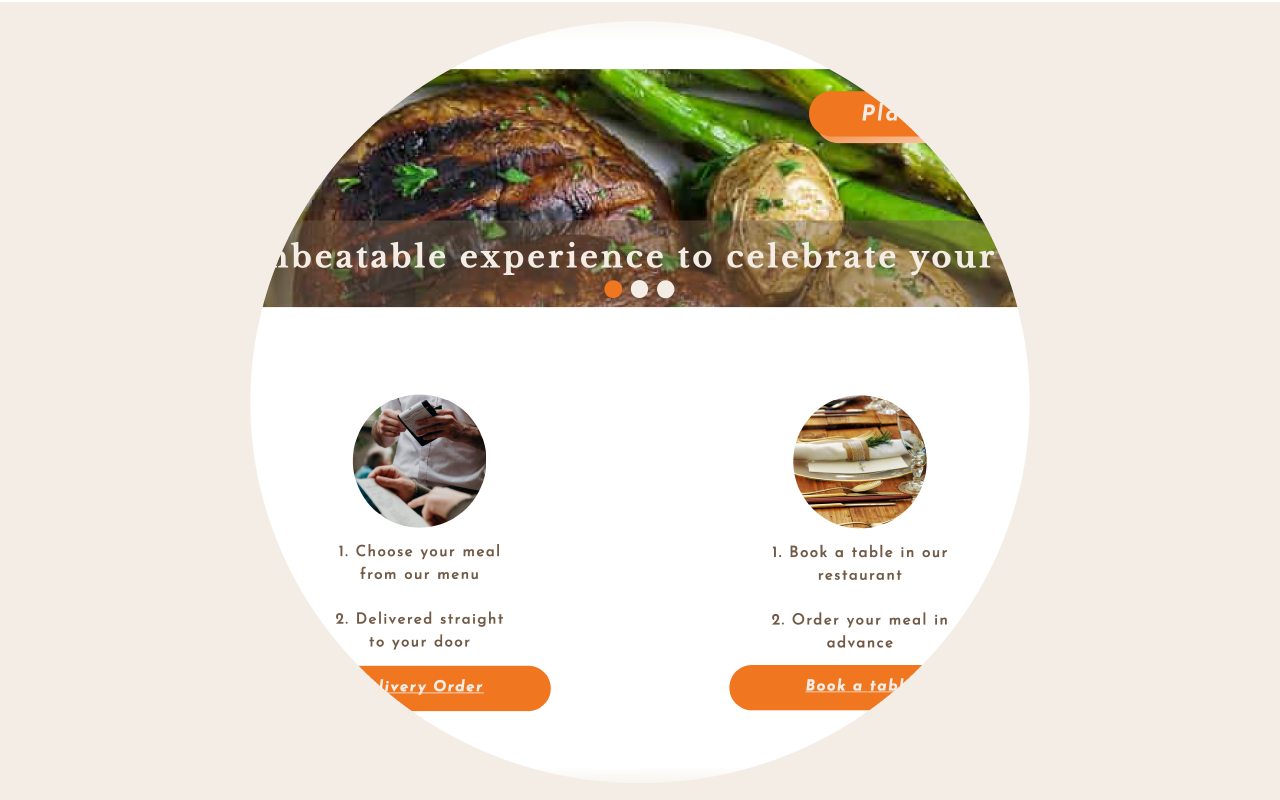 Pla
nbeatable experience to celebrate your
1. Choose your meal
from our menu
2. Delivered straight
to your door
livery Order
1. Book a table in our
restaurant
2. Order your meal in
advance
Book a tabl